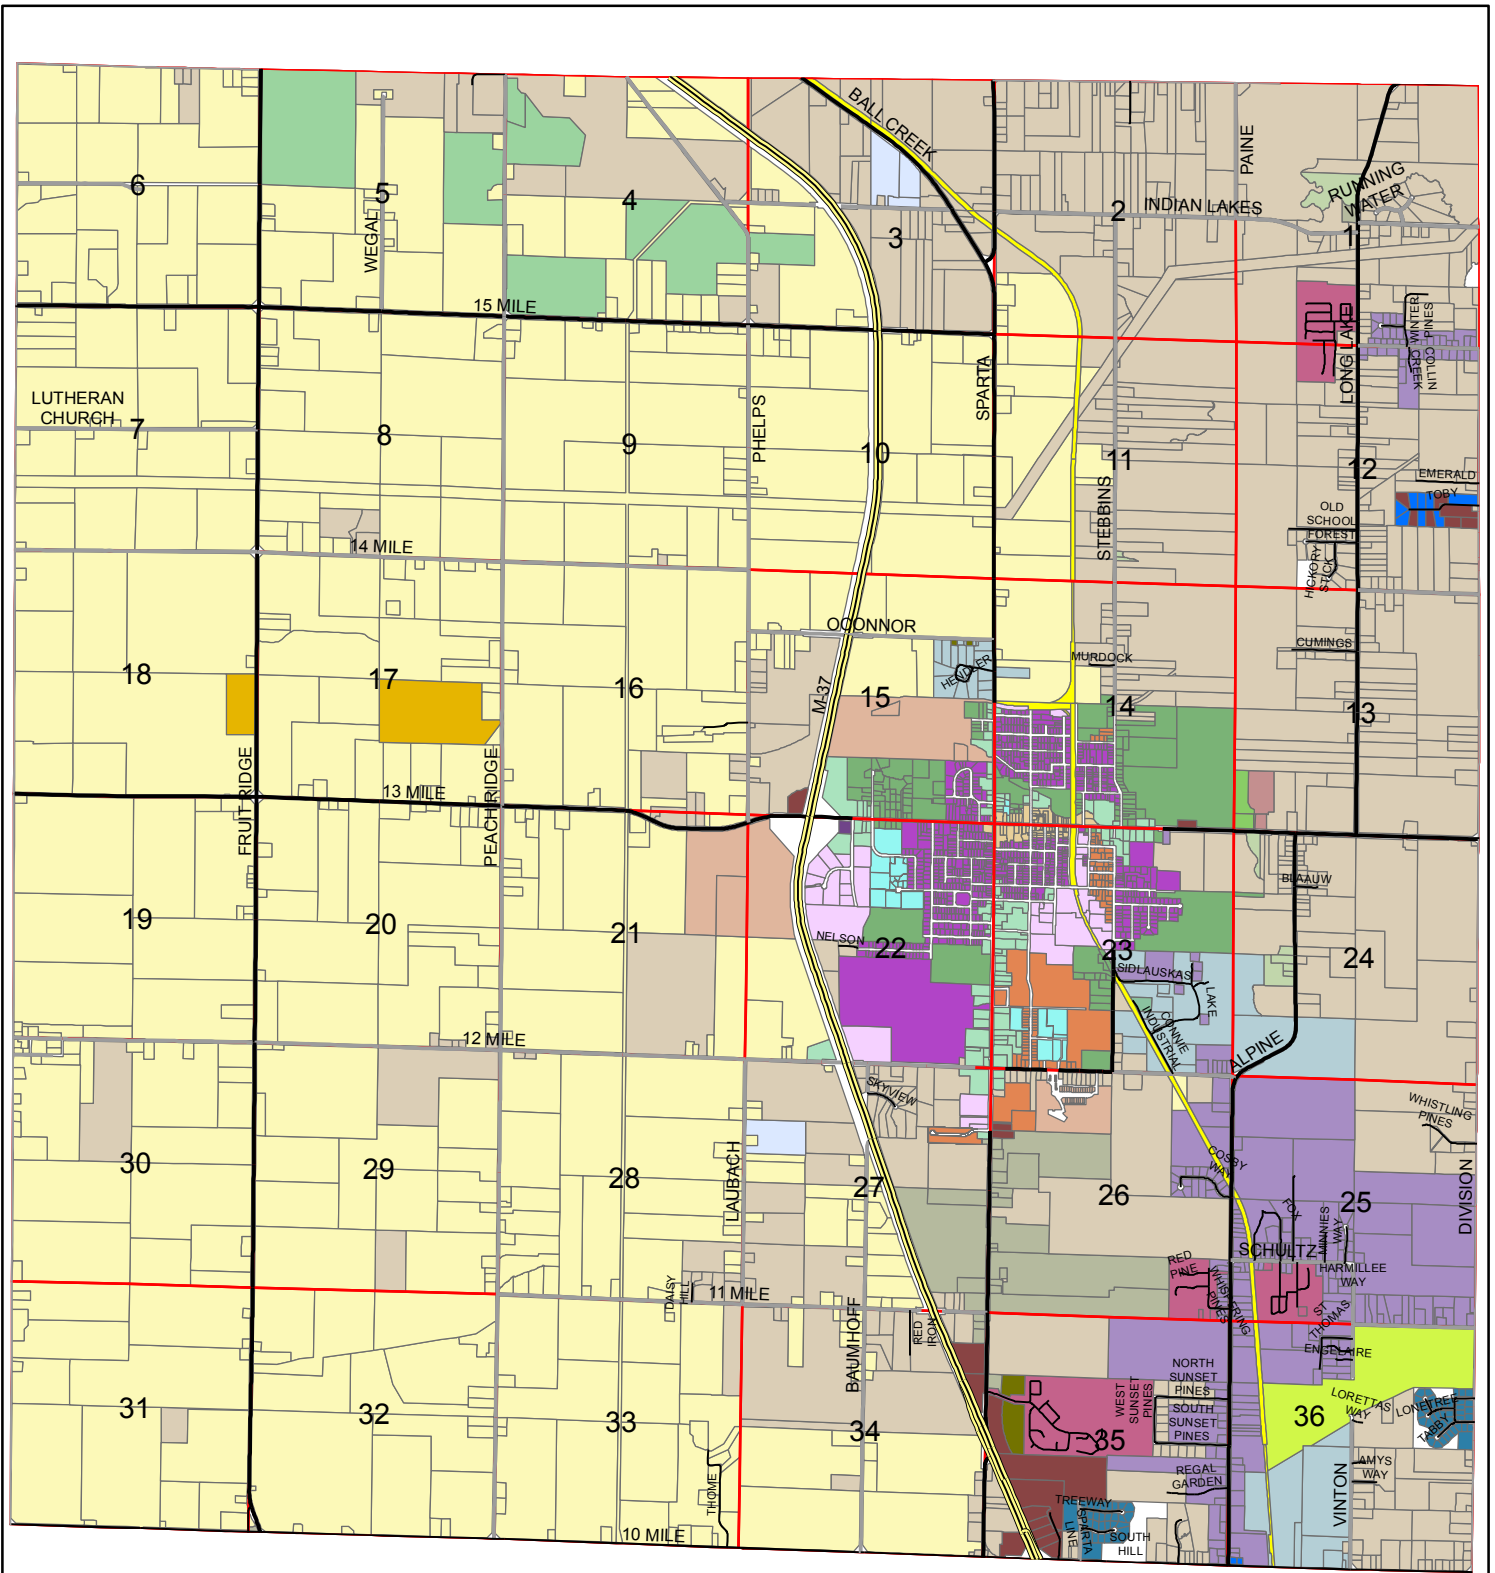 BALL CREEK
PAINE
RUNNING
WATER
6
5
4
3
2
INDIAN LAKES
1
WEGAL
15 MILE
LONG LAKE
WINTER
PINES
COLLIN
CREEK
SPARTA
LUTHERAN
CHURCH
7
8
9
PHELPS
10
11
12
EMERALD
TOBY
STEBBINS
OLD
SCHOOL
FOREST
HICKORY
STICK
14 MILE
OCONNOR
CUMINGS
MURDOCK
HENDLER
18
17
16
M-37
15
14
13
FRUIT RIDGE
PEACH RIDGE
13 MILE
BLAAUW
19
20
21
NELSON
22
23
24
SIDLAUSKAS
LAKE
CONNIE
INDUSTRIAL
12 MILE
ALPINE
SKYVIEW
WHISTLING
PINES
30
29
28
LAUBACH
27
26
COSBY
WAY
25
DIVISION
FOX
MINNIES
WAY
SCHULTZ
RED
PINE
WHISPERING
PINES
HARMILLEE
WAY
DAISY
HILL
11 MILE
ST
THOMAS
RED
IRON
ENGELAIRE
BAUMHOFF
NORTH
SUNSET
PINES
WEST
SUNSET
PINES
SOUTH
SUNSET
PINES
LORETTAS
WAY
LONETREE
TABBY
31
32
33
34
35
36
AMYS
WAY
REGAL
GARDEN
VINTON
THOME
TREEWAY
SPARTA
LINE
SOUTH
HILL
10 MILE